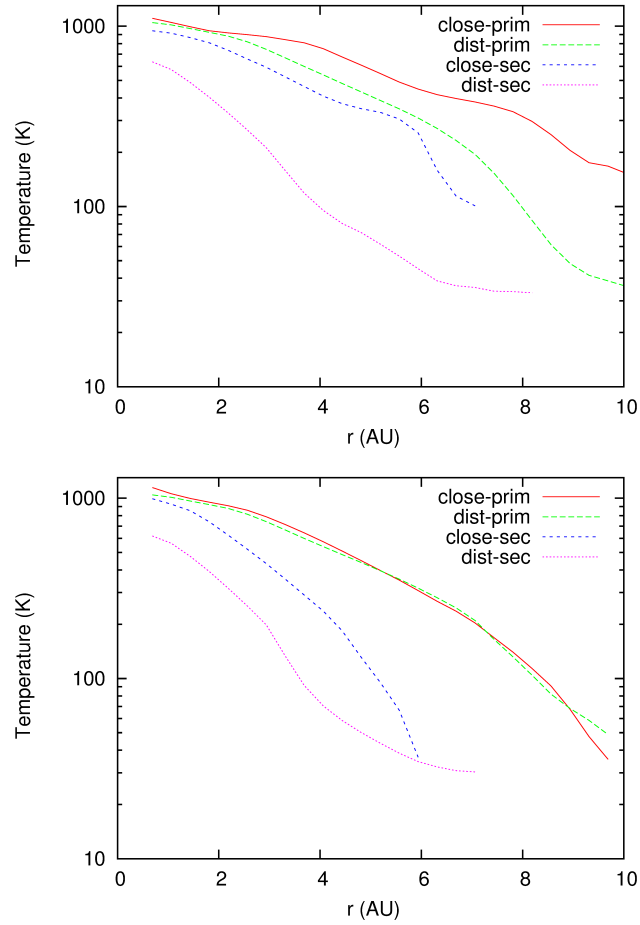 1000
100
10
Temperature (K)
close-prim
dist-prim
close-sec
dist-sec
0 2 4 6 8 10
r (AU)
1000
100
10
Temperature (K)
close-prim
dist-prim
close-sec
dist-sec
0 2 4 6 8 10
r (AU)